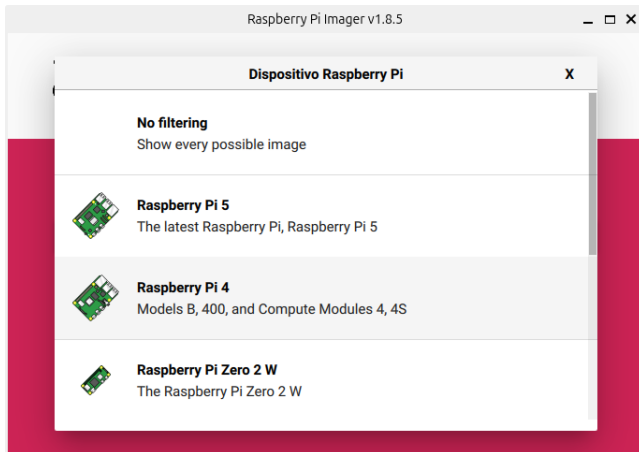 Raspberry Pi Imager v1.8.5
Dispositivo Raspberry Pi X
No filtering
Show every possible image
Raspberry Pi 5
The latest Raspberry Pi, Raspberry Pi 5
Raspberry Pi 4
Models B, 400, and Compute Modules 4, 4S
Raspberry Pi Zero 2 W
The Raspberry Pi Zero 2 W